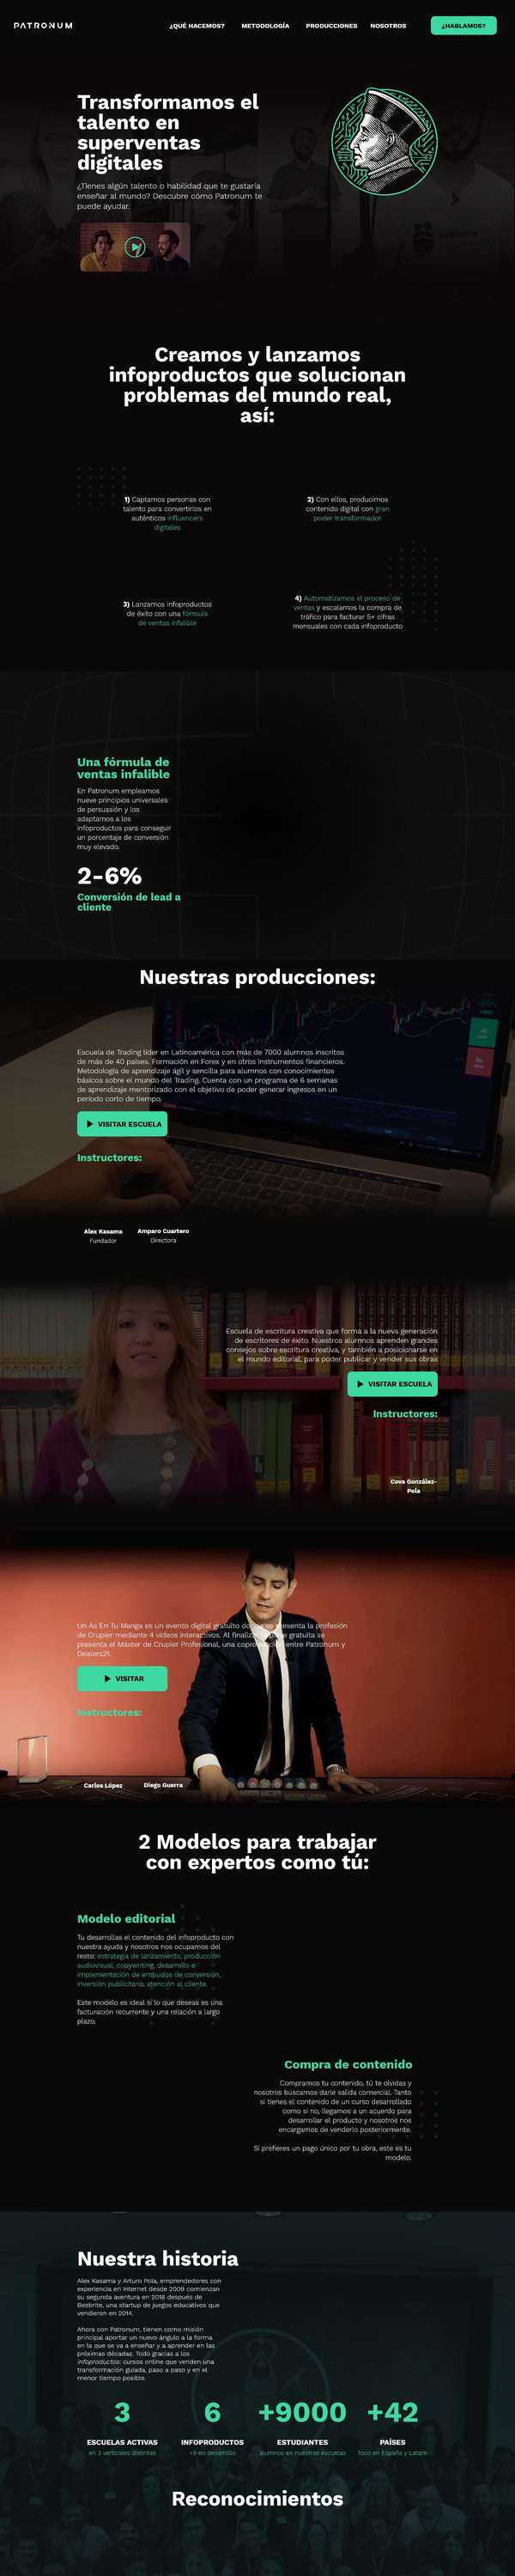 PATRONUM
¿QUÉ HACEMOS?
METODOLOGÍA
PRODUCCIONES
NOSOTROS
¿HABLAMOS?
Transformamos el
talento en
superventas
digitales
¿Tienes algún talento o habilidad que te gustaría
enseñar al mundo? Descubre cómo Patronum te
puede ayudar.
Creamos y lanzamos
infoproductos que solucionan
problemas del mundo real,
así:
1) Captamos personas con
talento para convertirlos en
auténticos influencers
digitales
2) Con ellos, producimos
contenido digital con gran
poder transformador
3) Lanzamos infoproductos
de éxito con una fórmula
de ventas infalible
4) Automatizamos el proceso de
ventas y escalamos la compra de
tráfico para facturar 5+ cifras
mensuales con cada infoproducto
Una fórmula de
ventas infalible
En Patronum empleamos
nueve principios universales
de persuasión y los
adaptamos a los
infoproductos para conseguir
un porcentaje de conversión
muy elevado.
2-6%
Conversión de lead a
cliente
Nuestras producciones:
Escuela de Trading líder en Latinoamérica con más de 7000 alumnos inscritos
de más de 40 países. Formación en Forex y en otros instrumentos financieros.
Metodología de aprendizaje ágil y sencilla para alumnos con conocimientos
básicos sobre el mundo del Trading. Cuenta con un programa de 6 semanas
de aprendizaje mentorizado con el objetivo de poder generar ingresos en un
período corto de tiempo.
VISITAR ESCUELA
Instructores:
Alex Kasama
Fundador
Amparo Cuartero
Directora
Escuela de escritura creativa que forma a la nueva generación
de escritores de éxito. Nuestros alumnos aprenden grandes
consejos sobre escritura creativa, y también a posicionarse en
el mundo editorial, para poder publicar y vender sus obras
VISITAR ESCUELA
Instructores:
Cova González-
Pola
Un As En Tu Manga es un evento digital gratuito donde se presenta la profesión
de Crupier mediante 4 vídeos interactivos. Al finalizar la parte gratuita se
presenta el Máster de Crupier Profesional, una coproducción entre Patronum y
Dealers21.
VISITAR
Instructores:
Carlos López
Diego Guerra
2 Modelos para trabajar
con expertos como tú:
Modelo editorial
Tu desarrollas el contenido del infoproducto con
nuestra ayuda y nosotros nos ocupamos del
resto: estrategia de lanzamiento, producción
audiovisual, copywriting, desarrollo e
implementación de embudos de conversión,
inversión publicitaria, atención al cliente.
Este modelo es ideal si lo que deseas es una
facturación recurrente y una relación a largo
plazo.
Compra de contenido
Compramos tu contenido, tú te olvidas y
nosotros buscamos darle salida comercial. Tanto
si tienes el contenido de un curso desarrollado
como si no, llegamos a un acuerdo para
desarrollar el producto y nosotros nos
encargamos de venderlo posteriormente.
Si prefieres un pago único por tu obra, este es tu
modelo.
Nuestra historia
Alex Kasama y Arturo Pola, emprendedores con
experiencia en Internet desde 2009 comienzan
su segunda aventura en 2018 después de
Beebrite, una startup de juegos educativos que
vendieron en 2014.
Ahora con Patronum, tienen como misión
principal aportar un nuevo ángulo a la forma
en la que se va a enseñar y a aprender en las
próximas décadas. Todo gracias a los
infoproductos: cursos online que venden una
transformación guiada, paso a paso y en el
menor tiempo posible.
3
ESCUELAS ACTIVAS
en 3 verticales distintas
6
INFOPRODUCTOS
+9 en desarrollo
+9000
ESTUDIANTES
alumnos en nuestras escuelas
+42
PAÍSES
foco en España y Latam
Reconocimientos